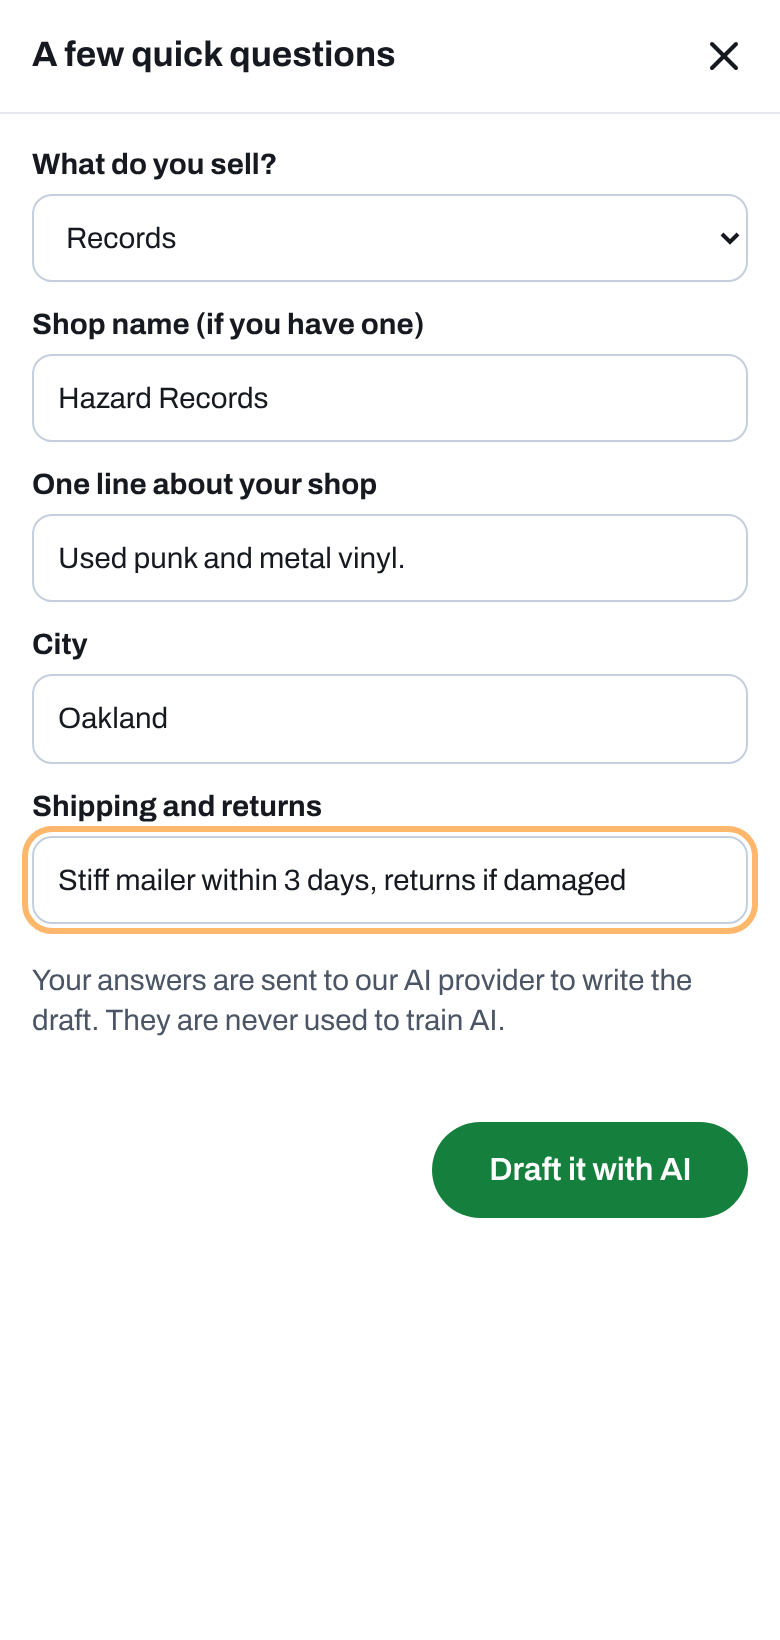 A few quick questions
What do you sell?
Records
Shop name (if you have one)
Hazard Records
One line about your shop
Used punk and metal vinyl.
City
Oakland
Shipping and returns
Stiff mailer within 3 days, returns if damaged
Your answers are sent to our AI provider to write the
draft. They are never used to train AI.
Draft it with AI